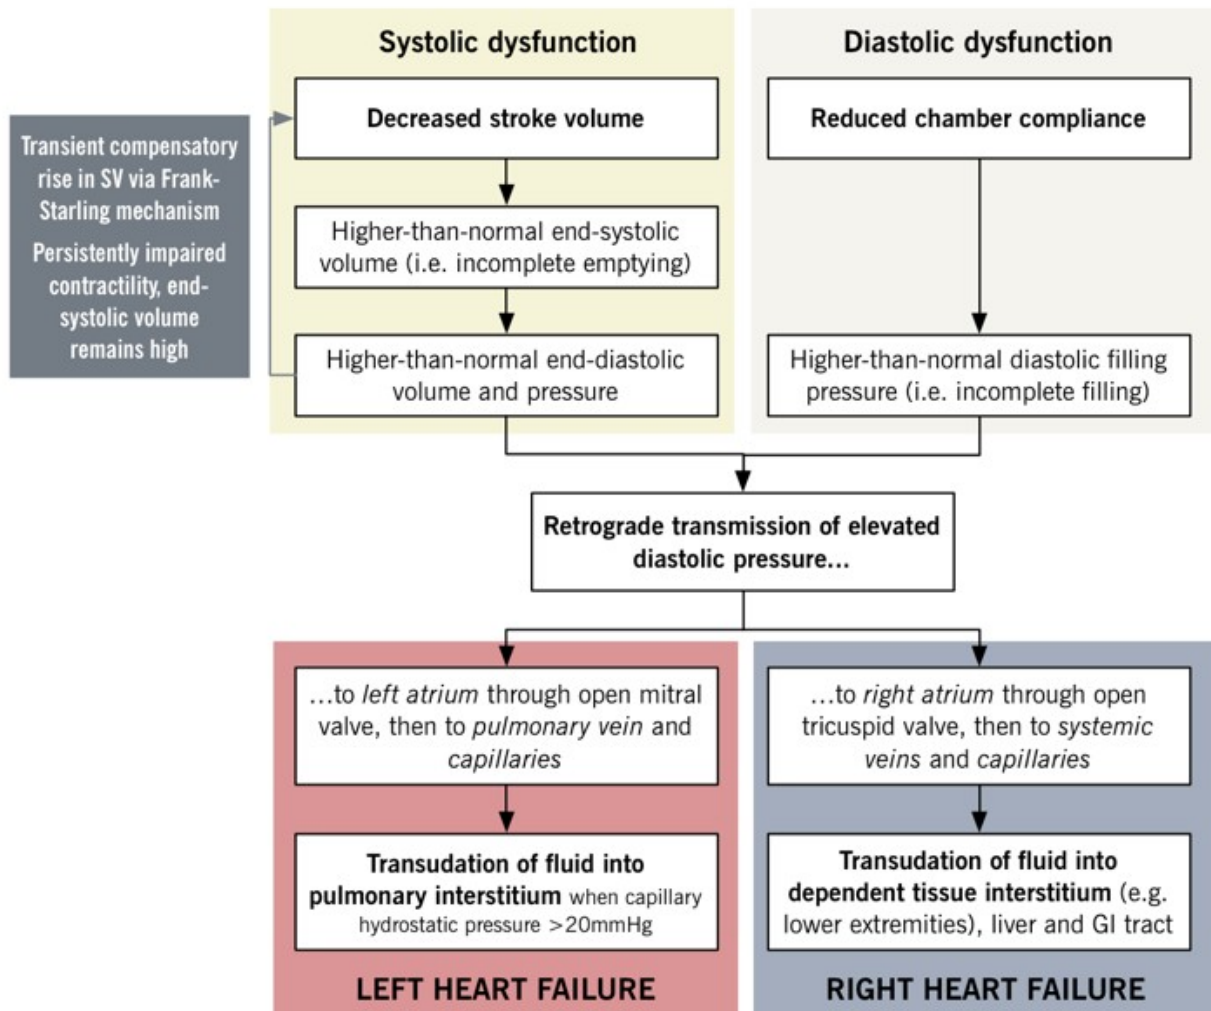 Systolic dysfunction
Decreased stroke volume
Higher-than-normal end-systolic
volume (i.e. incomplete emptying)
Higher-than-normal end-diastolic
volume and pressure
Transient compensatory
rise in SV via Frank-
Starling mechanism
Persistently impaired
contractility, end-
systolic volume
remains high
Diastolic dysfunction
Reduced chamber compliance
Higher-than-normal diastolic filling
pressure (i.e. incomplete filling)
Retrograde transmission of elevated
diastolic pressure...
...to left atrium through open mitral
valve, then to pulmonary vein and
capillaries
Transudation of fluid into
pulmonary interstitium when capillary
hydrostatic pressure >20mmHg
LEFT HEART FAILURE
...to right atrium through open
tricuspid valve, then to systemic
veins and capillaries
Transudation of fluid into
dependent tissue interstitium (e.g.
lower extremities), liver and GI tract
RIGHT HEART FAILURE